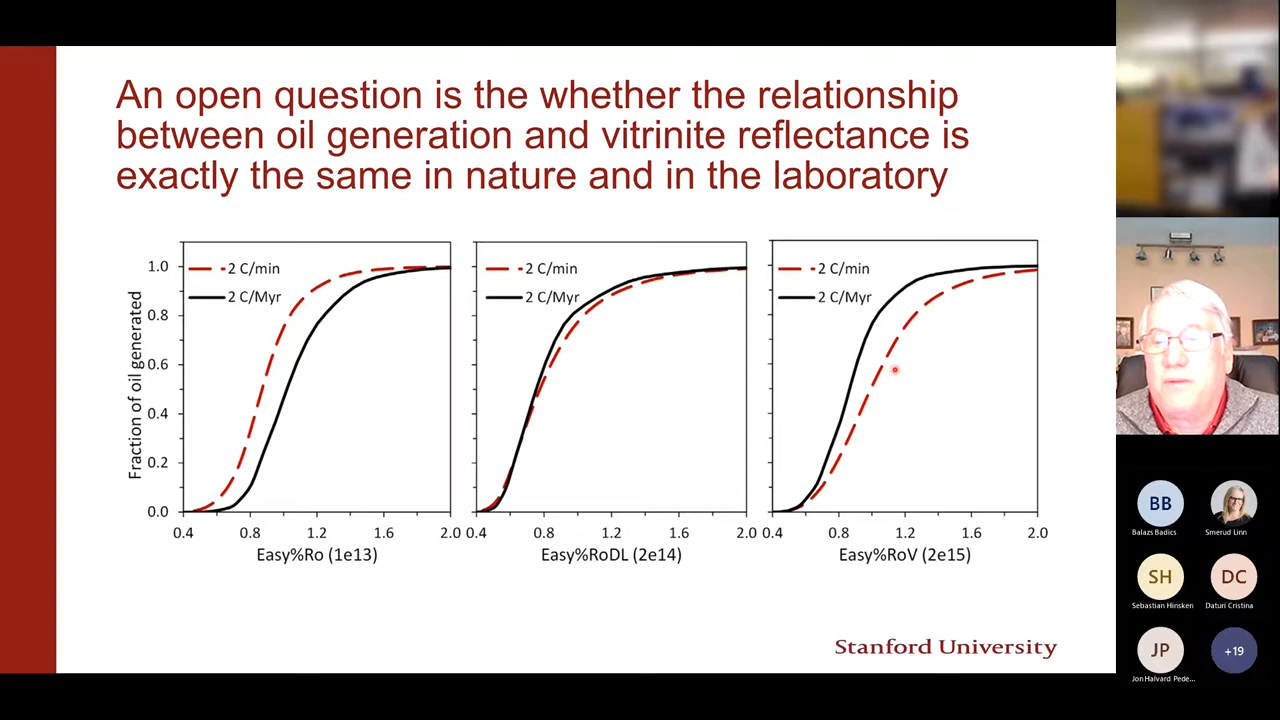 An open question is the whether the relationship
between oil generation and vitrinite reflectance is
exactly the same in nature and in the laboratory
Fraction of oil generated
1.0
0.8
0.6
0.4
0.2
0.0
2 C/min
2 C/Myr
0.4 0.8 1.2 1.6 2.0
Easy%Ro (1e13)
2 C/min
2 C/Myr
0.4 0.8 1.2 1.6 2.0
Easy%RoDL (2e14)
2 C/min
2 C/Myr
0.4 0.8 1.2 1.6 2.0
Easy%RoV (2e15)
Stanford University
BB
Balazs Badics
Smerud Linn
SH
Sebastian Hinsken
DC
Daturi Cristina
JP
Jon Halvard Pede...
+19